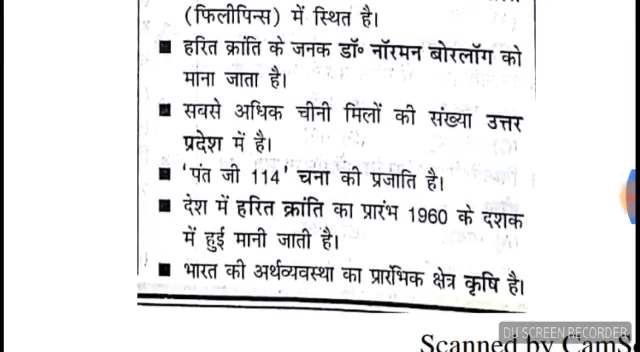 (फिलीपिन्स) में स्थित है।
■ हरित क्रांति के जनक डॉ॰ नॉरमन बोरलॉग को
माना जाता है।
■ सबसे अधिक चीनी मिलों की संख्या उत्तर
प्रदेश में है।
■ 'पंत जी 114' चना की प्रजाति है।
■ देश में हरित क्रांति का प्रारंभ 1960 के दशक
में हुई मानी जाती है।
■ भारत की अर्थव्यवस्था का प्रारंभिक क्षेत्र कृषि है।
DU SCREEN RECORDER
Scanned by CamSc